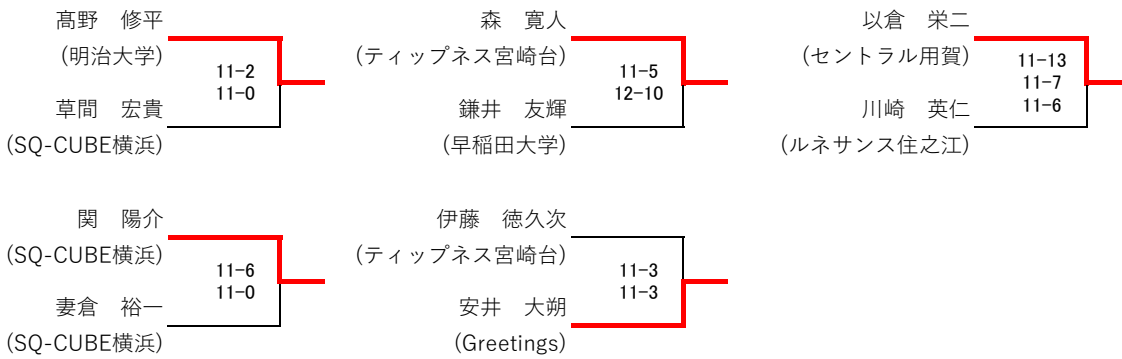 髙野　修平
(明治大学)
11-2
11-0
草間　宏貴
(SQ-CUBE横浜)
森　寛人
(ティップネス宮崎台)
11-5
12-10
鎌井　友輝
(早稲田大学)
以倉　栄二
(セントラル用賀)
11-13
11-7
11-6
川崎　英仁
(ルネサンス住之江)
関　陽介
(SQ-CUBE横浜)
11-6
11-0
妻倉　裕一
(SQ-CUBE横浜)
伊藤　徳久次
(ティップネス宮崎台)
11-3
11-3
安井　大朔
(Greetings)